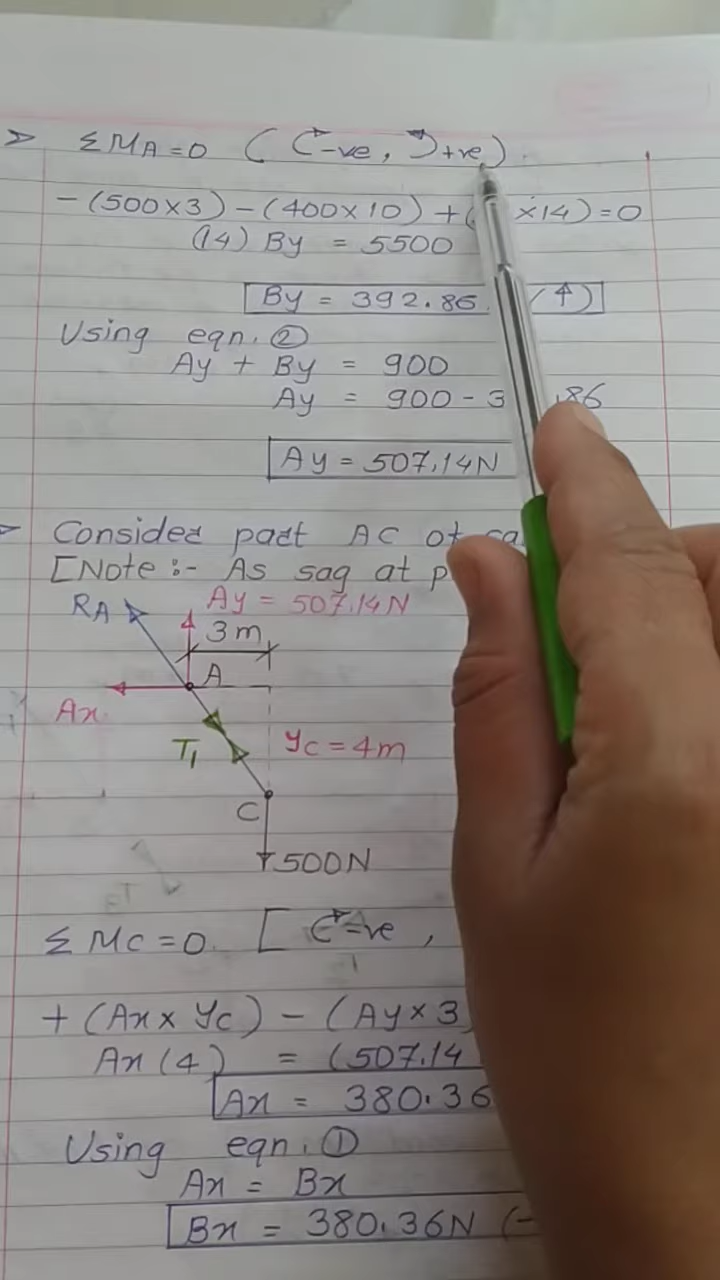 > ΣMA=0 ( ↷-ve, ↶+ve)
-(500×3)-(400×10)+( ×14)=0
(14) By = 5500
By = 392.86 (↑)
Using eqn. ②
Ay + By = 900
Ay = 900-3 .86
Ay = 507.14N
> Consider part AC of
[Note :- As sag at
RA
Ay = 507.14N
3m
A
Ax
T1
yc = 4m
C
500N
ΣMc=0. [ ↷-ve ,
+ (Ax × yc) - (Ay×3)
Ax (4) = (507.14
Ax = 380.36
Using eqn. ①
Ax = Bx
Bx = 380.36N (